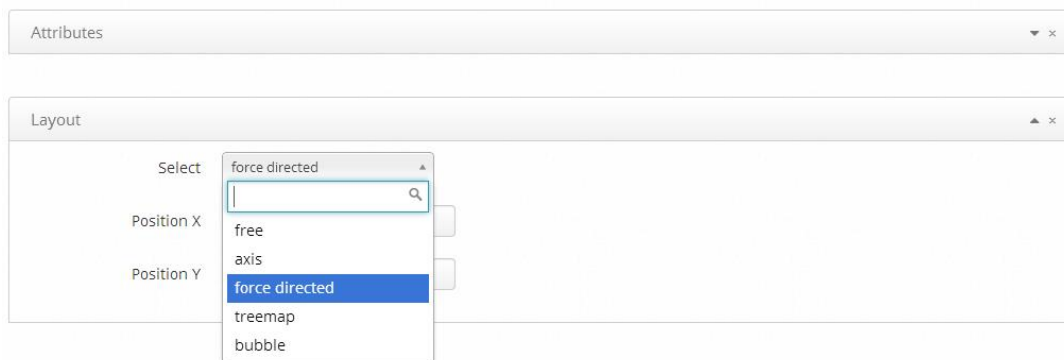 Attributes
Layout
Select force directed
Position X
free
axis
Position Y
force directed
treemap
bubble